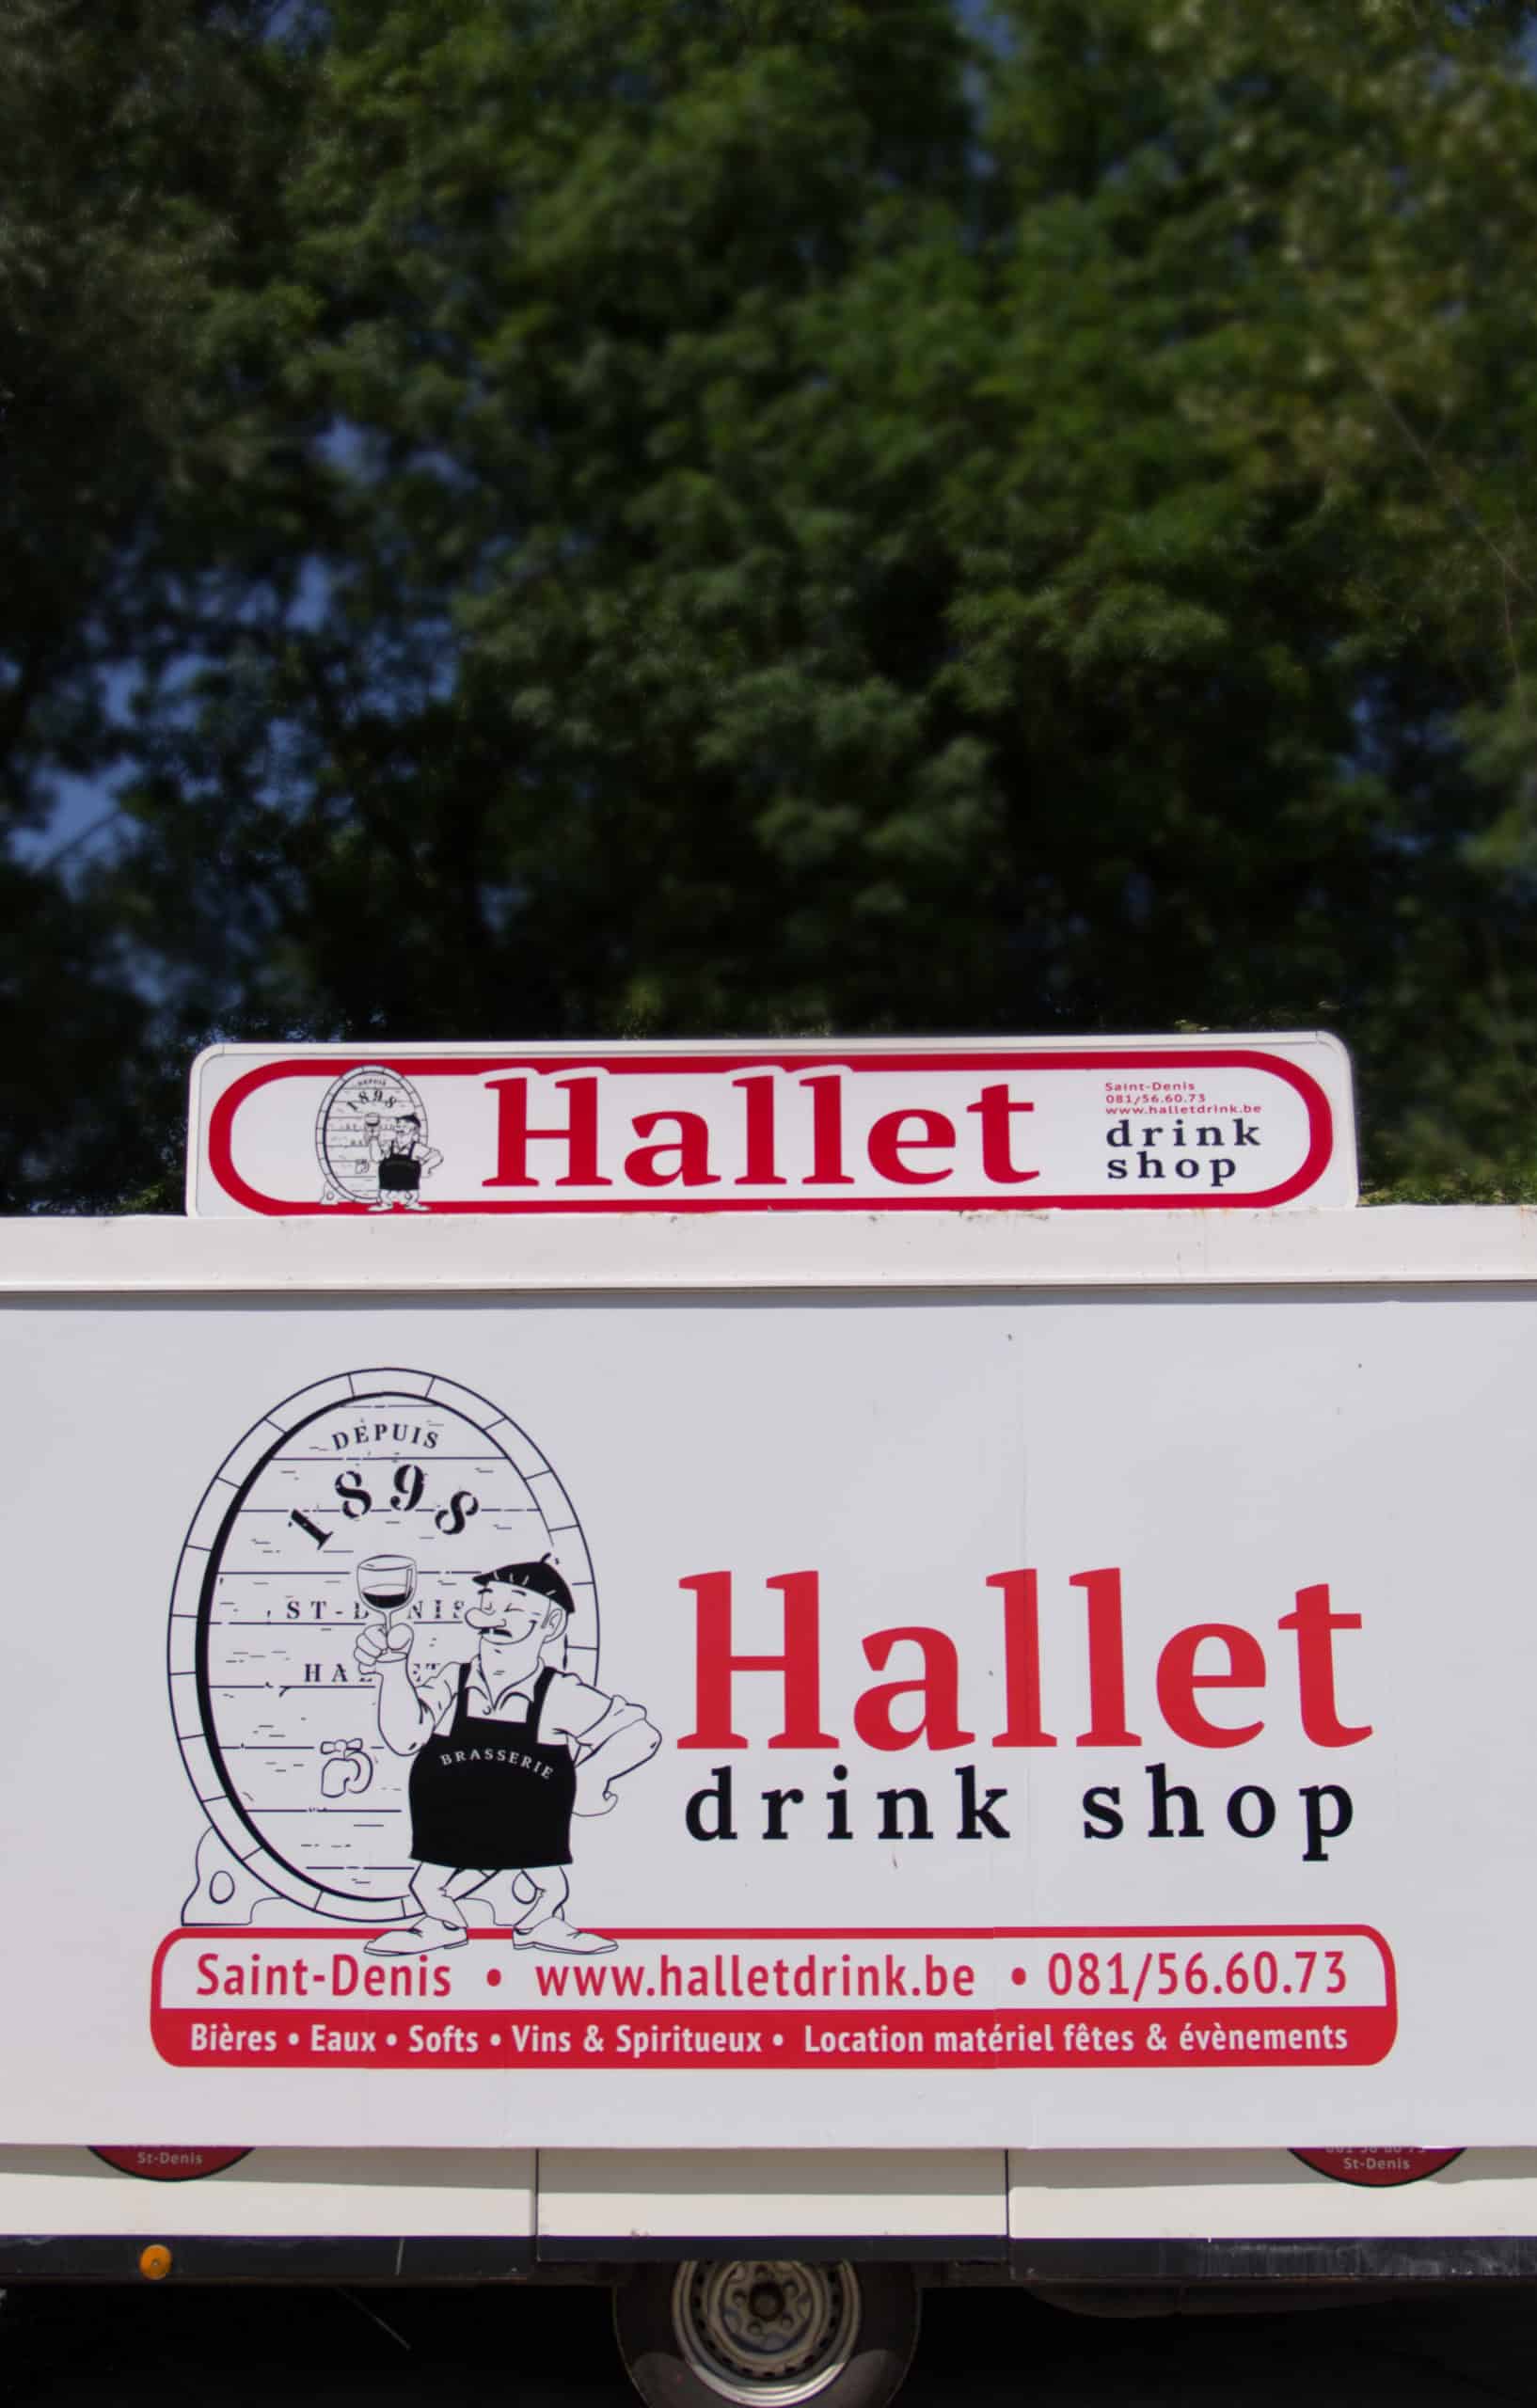 DEPUIS
1898
Hallet
Saint-Denis
081/56.60.73
www.halletdrink.be
drink
shop
DEPUIS
1898
BRASSERIE
Hallet
drink shop
Saint-Denis • www.halletdrink.be • 081/56.60.73
Bières • Eaux • Softs • Vins & Spiritueux • Location matériel fêtes & évènements
St-Denis
St-Denis